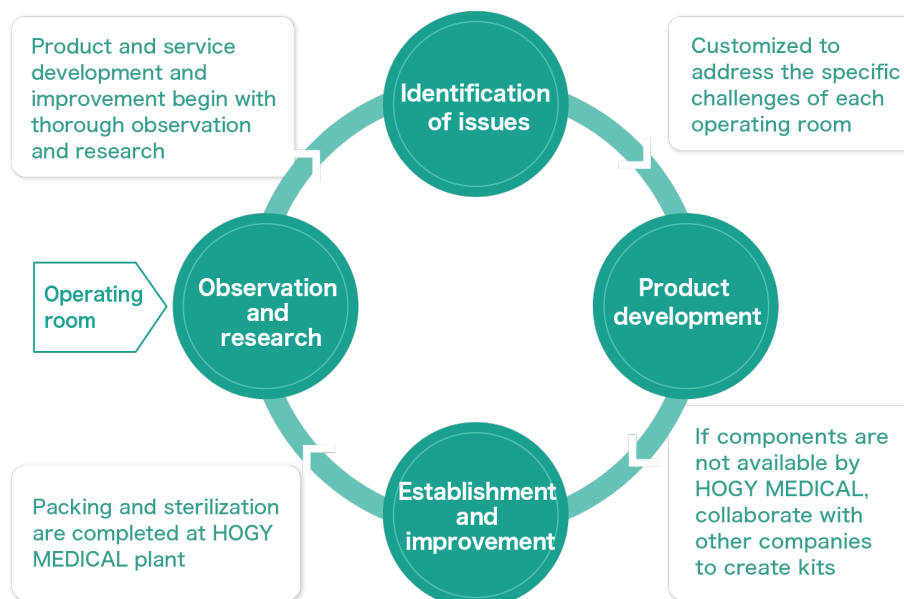 Product and service
development and
improvement begin with
thorough observation
and research
Identification
of issues
Customized to
address the specific
challenges of each
operating room
Operating
room
Observation
and
research
Product
development
Packing and sterilization
are completed at HOGY
MEDICAL plant
Establishment
and
improvement
If components are
not available by
HOGY MEDICAL,
collaborate with
other companies
to create kits